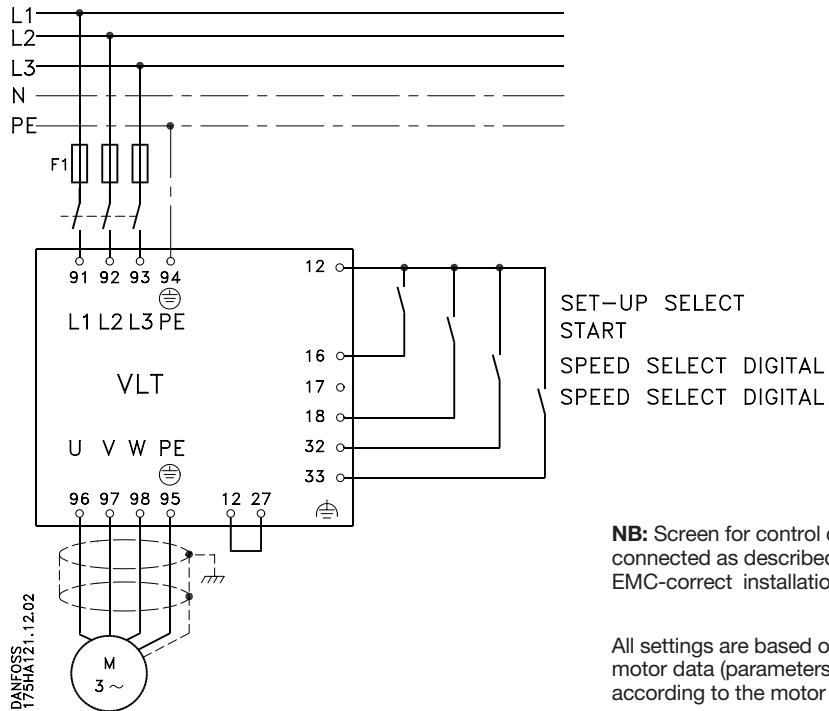 L1
L2
L3
N
PE
F1
91 92 93 94
L1 L2 L3 PE
VLT
U V W PE
96 97 98 95
12 27
12
16
17
18
32
33
SET-UP SELECT
START
SPEED SELECT DIGITAL
SPEED SELECT DIGITAL
M
3~
DANFOSS
175HA121.12.02
NB: Screen for control
connected as described
EMC-correct installatio
All settings are based o
motor data (parameters
according to the motor